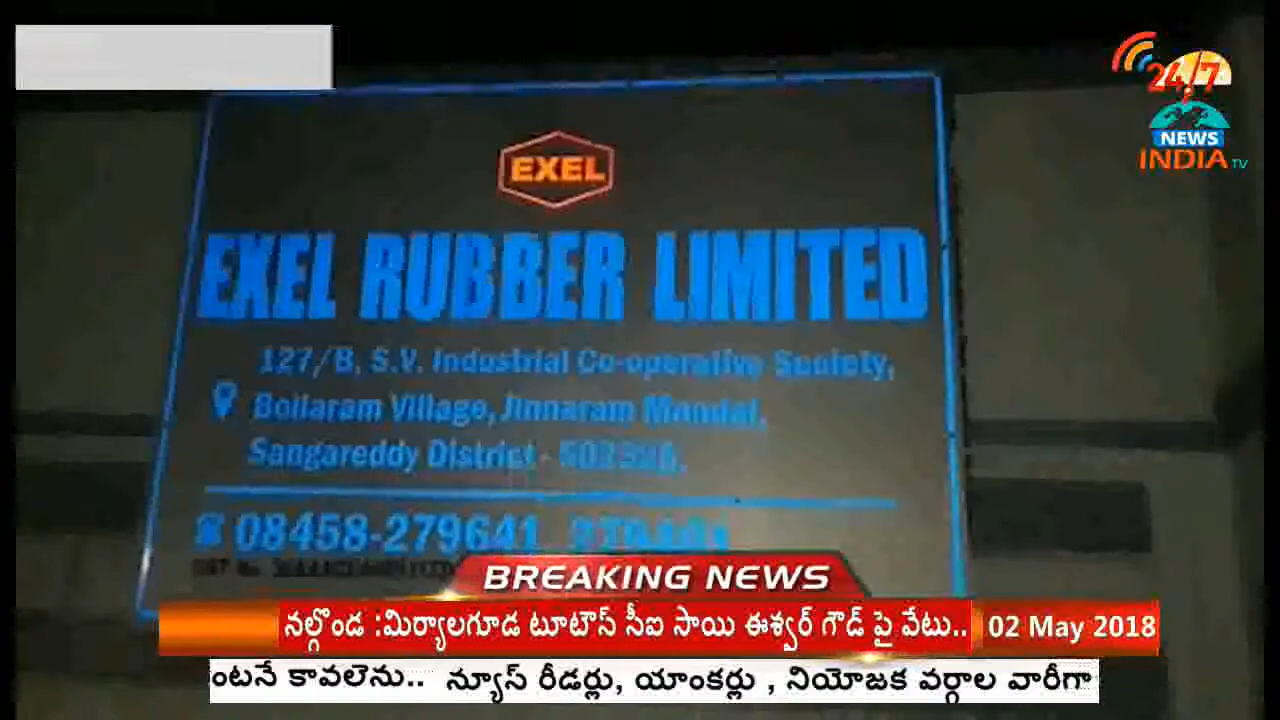 24/7
NEWS
INDIA TV
EXEL
EXEL RUBBER LIMITED
127/B, S.V. Industrial Co-operative Society,
Bollaram Village, Jinnaram Mandal,
Sangareddy District -
08458-279641
BREAKING NEWS
నల్గొండ :మిర్యాలగూడ టూటౌన్ సీఐ సాయి ఈశ్వర్ గౌడ్ పై వేటు.. 02 May 2018
ంటనే కావలెను.. న్యూస్ రీడర్లు, యాంకర్లు , నియోజక వర్గాల వారీగా